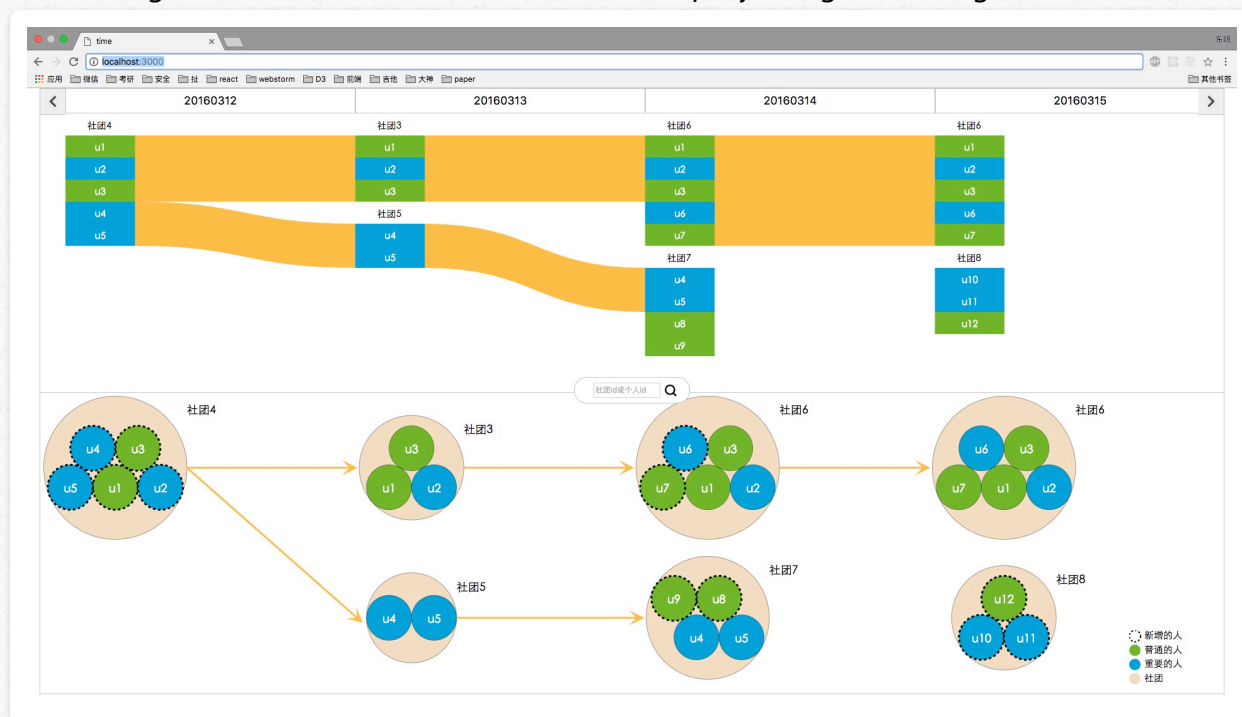 time
东玥
localhost:3000
应用 微信 考研 安全 扯 react webstorm D3 前端 吉他 大神 paper 其他书签
20160312 20160313 20160314 20160315
社团4 社团3 社团6 社团6
u1 u1 u1 u1
u2 u2 u2 u2
u3 u3 u3 u3
u4 社团5 u6 u6
u5 u4 u7 u7
u5 社团7 社团8
u4 u10
u5 u11
u8 u12
u9
社团id或个人id
社团4 社团3 社团6 社团6
u4 u3 u3 u6 u3 u6 u3
u5 u1 u2 u1 u2 u7 u1 u2 u7 u1 u2
社团5 社团7 社团8
u9 u8 u12
u4 u5 u4 u5 u10 u11
新增的人
普通的人
重要的人
社团